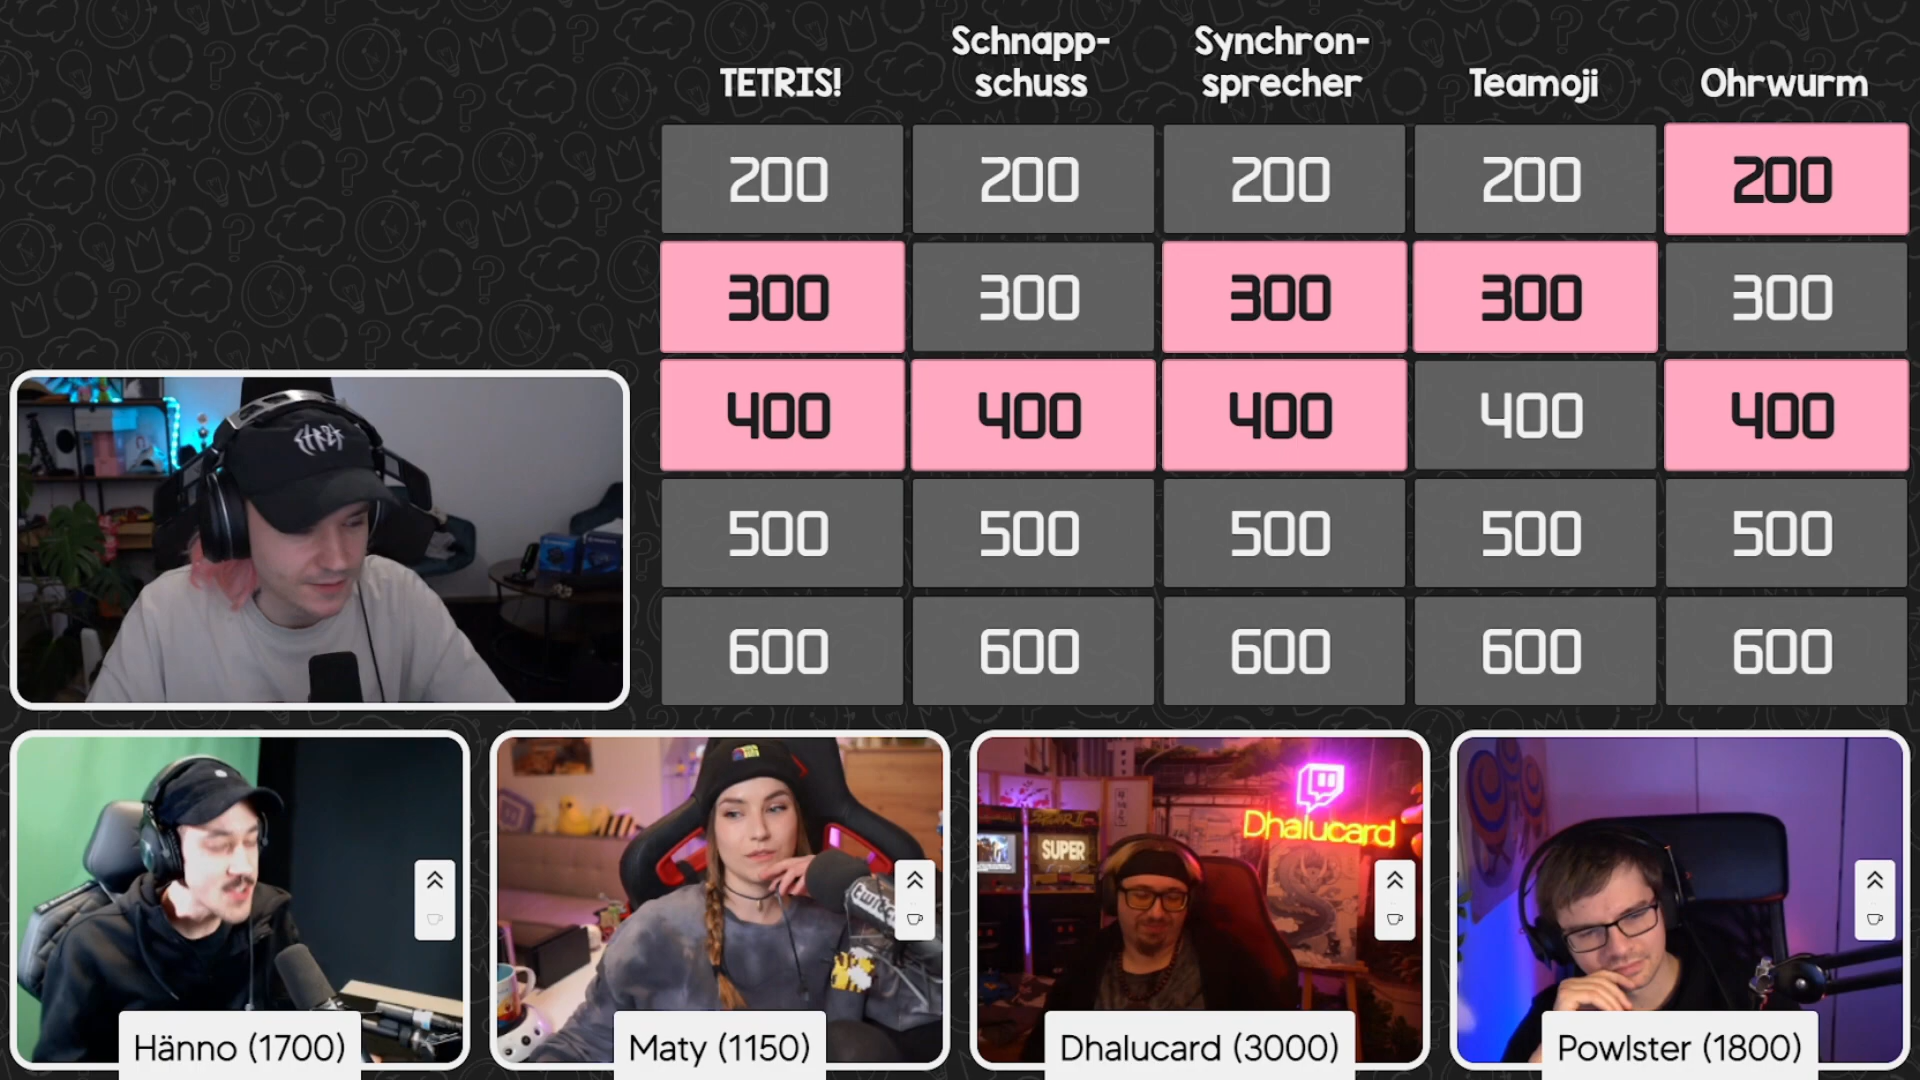 TETRIS!
Schnapp-
schuss
Synchron-
sprecher
Teamoji
Ohrwurm
200 200 200 200 200
300 300 300 300 300
400 400 400 400 400
500 500 500 500 500
600 600 600 600 600
Dhalucard
SUPER
Hänno (1700)
Maty (1150)
Dhalucard (3000)
Powlster (1800)